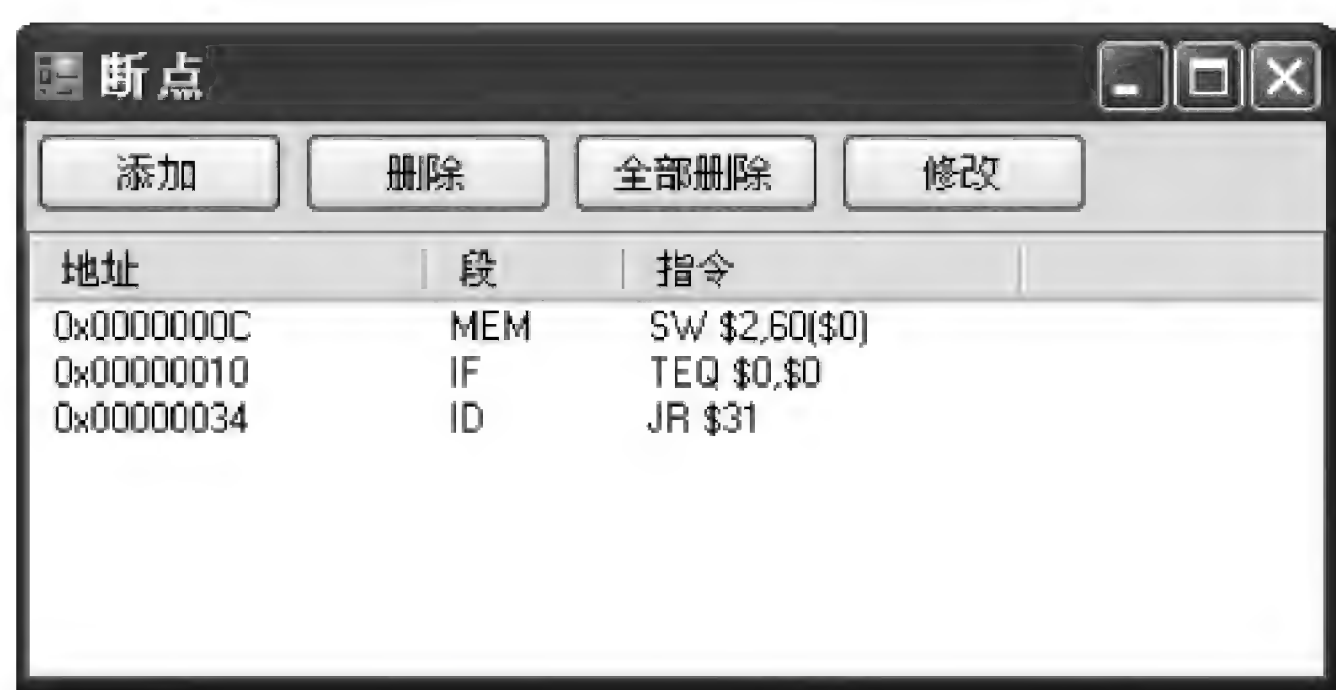 断点
添加 删除 全部删除 修改
地址 段 指令
0x0000000C MEM SW $2,60($0)
0x00000010 IF TEQ $0,$0
0x00000034 ID JR $31